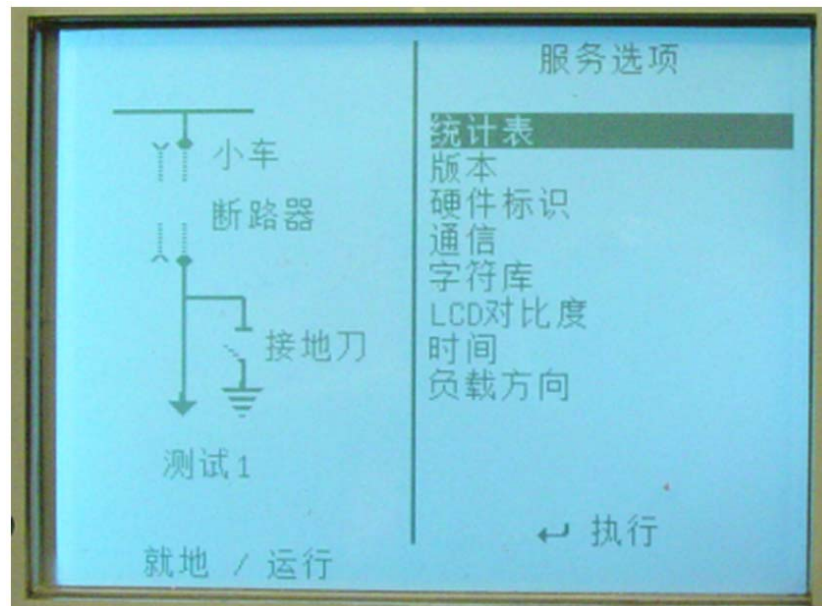 小车
断路器
接地刀
测试1
就地 / 运行
服务选项
统计表
版本
硬件标识
通信
字符库
LCD对比度
时间
负载方向
↵ 执行